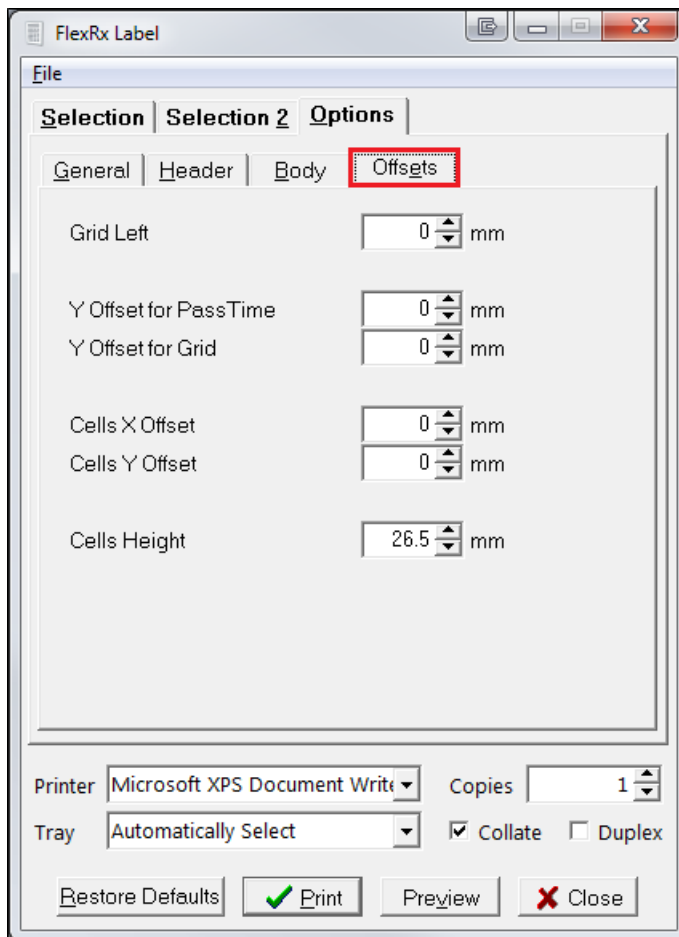 FlexRx Label
File
Selection Selection 2 Options
General Header Body Offsets
Grid Left 0 mm
Y Offset for PassTime 0 mm
Y Offset for Grid 0 mm
Cells X Offset 0 mm
Cells Y Offset 0 mm
Cells Height 26.5 mm
Printer Microsoft XPS Document Write Copies 1
Tray Automatically Select Collate Duplex
Restore Defaults Print Preview Close